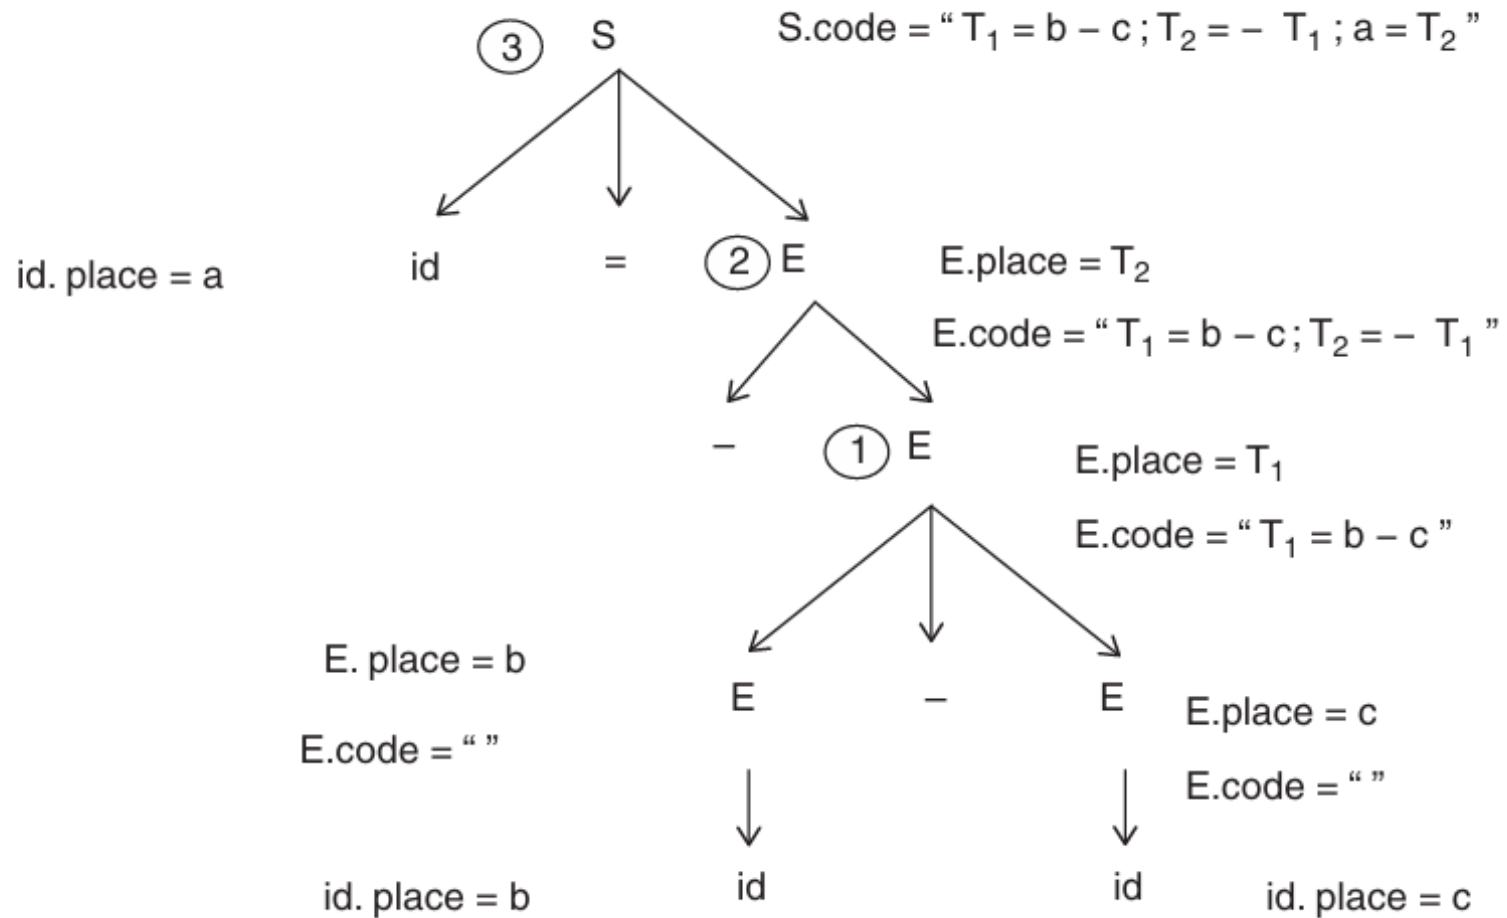 3 S S.code = “ T1 = b – c ; T2 = – T1 ; a = T2 ”
id. place = a id = 2 E E.place = T2
E.code = “ T1 = b – c ; T2 = – T1 ”
– 1 E E.place = T1
E.code = “ T1 = b – c ”
E. place = b
E – E E.place = c
E.code = “ ”
E.code = “ ”
id. place = b id id id. place = c